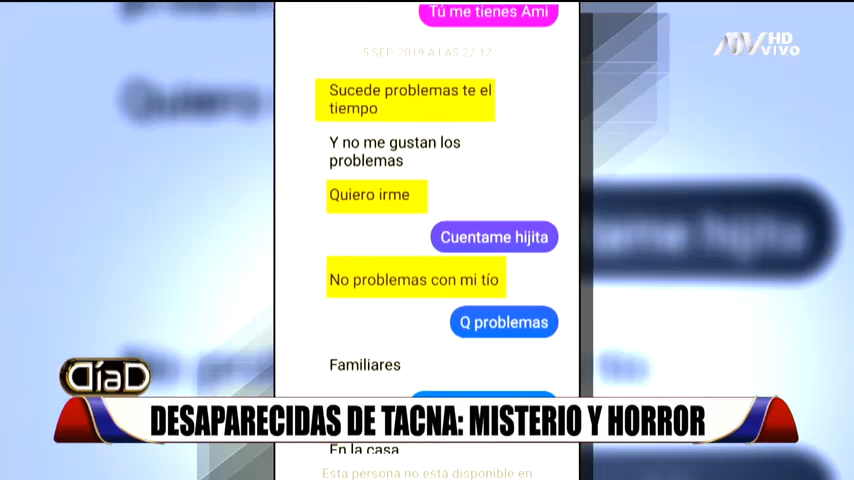 Tú me tienes Ami
ATV HD
VIVO
5 SEP. 2019 A LAS 22:12
Quiero
Sucede problemas te el
tiempo
Y no me gustan los
problemas
Quiero irme
Cuentame hijita
No problemas con mi tío
Q problemas
Familiares
DíaD
DESAPARECIDAS DE TACNA: MISTERIO Y HORROR
En la casa
Esta persona no está disponible en